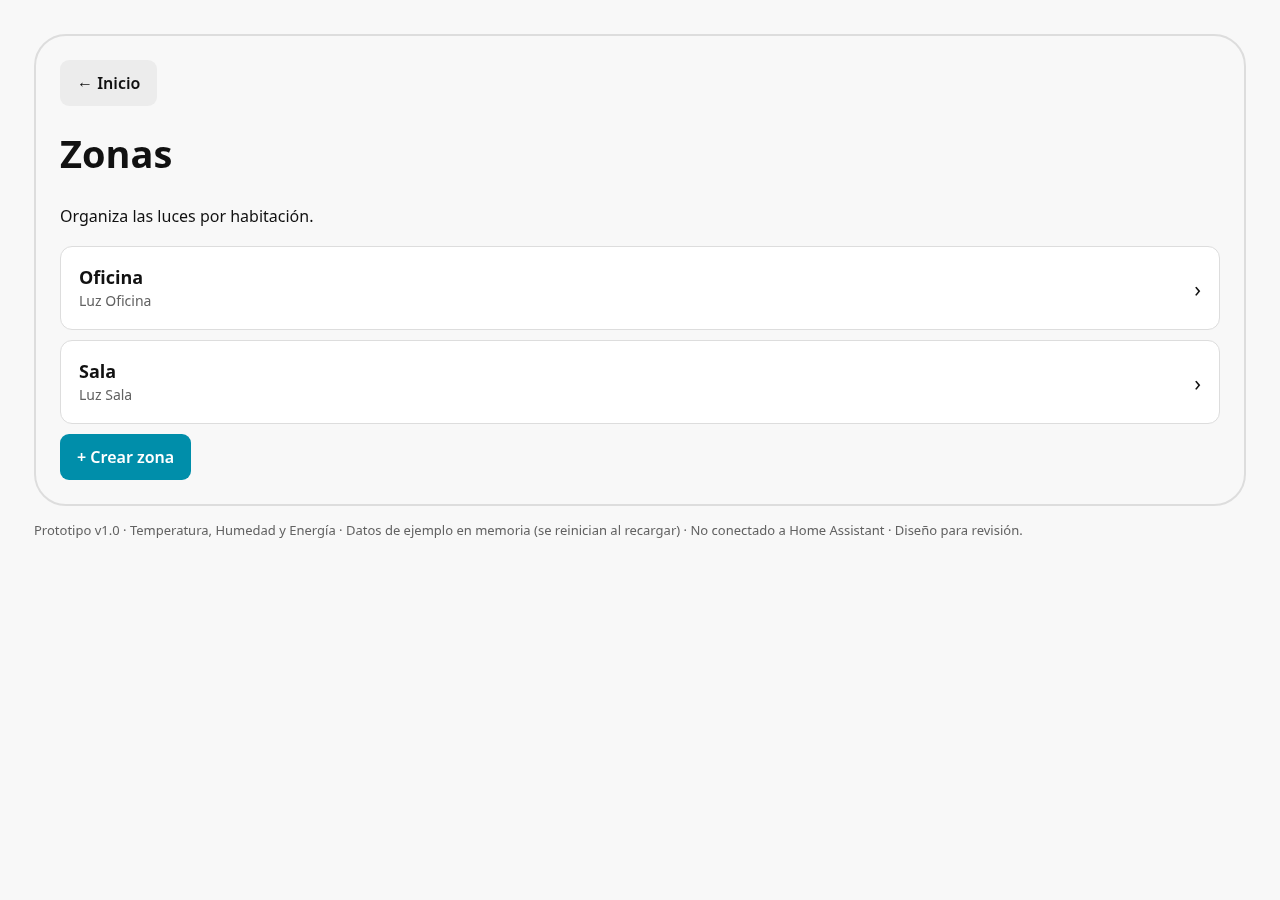 ← Inicio
Zonas
Organiza las luces por habitación.
Oficina
Luz Oficina
›
Sala
Luz Sala
›
+ Crear zona
Prototipo v1.0 · Temperatura, Humedad y Energía · Datos de ejemplo en memoria (se reinician al recargar) · No conectado a Home Assistant · Diseño para revisión.